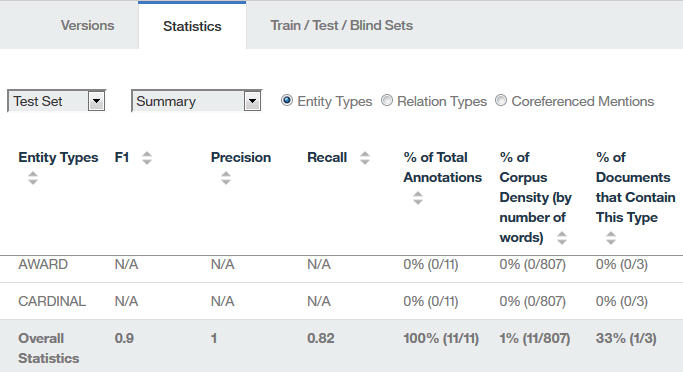 Versions Statistics Train / Test / Blind Sets
Test Set Summary Entity Types Relation Types Coreferenced Mentions
Entity Types F1 Precision Recall % of Total % of % of
Annotations Corpus Documents
Density (by that Contain
number of This Type
words)
AWARD N/A N/A N/A 0% (0/11) 0% (0/807) 0% (0/3)
CARDINAL N/A N/A N/A 0% (0/11) 0% (0/807) 0% (0/3)
Overall 0.9 1 0.82 100% (11/11) 1% (11/807) 33% (1/3)
Statistics